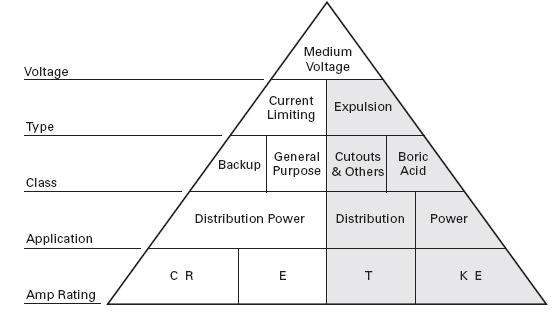 Medium
Voltage
Voltage
Current
Limiting
Expulsion
Type
Backup
General
Purpose
Cutouts
& Others
Boric
Acid
Class
Distribution Power
Distribution
Power
Application
C R
E
T
K E
Amp Rating